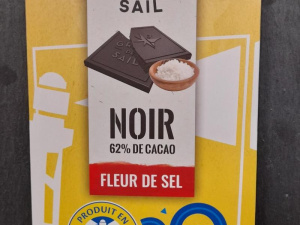 SAIL
NOIR
62% DE CACAO
FLEUR DE SEL
PRODUIT EN